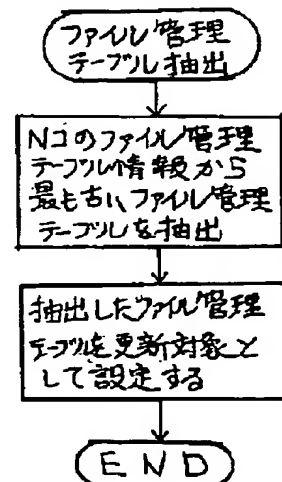 ファイル管理
テーブル抽出
Nコのファイル管理
テーブル情報から
最も古いファイル管理
テーブルを抽出
抽出したファイル管理
テーブルを更新対象と
して設定する
END